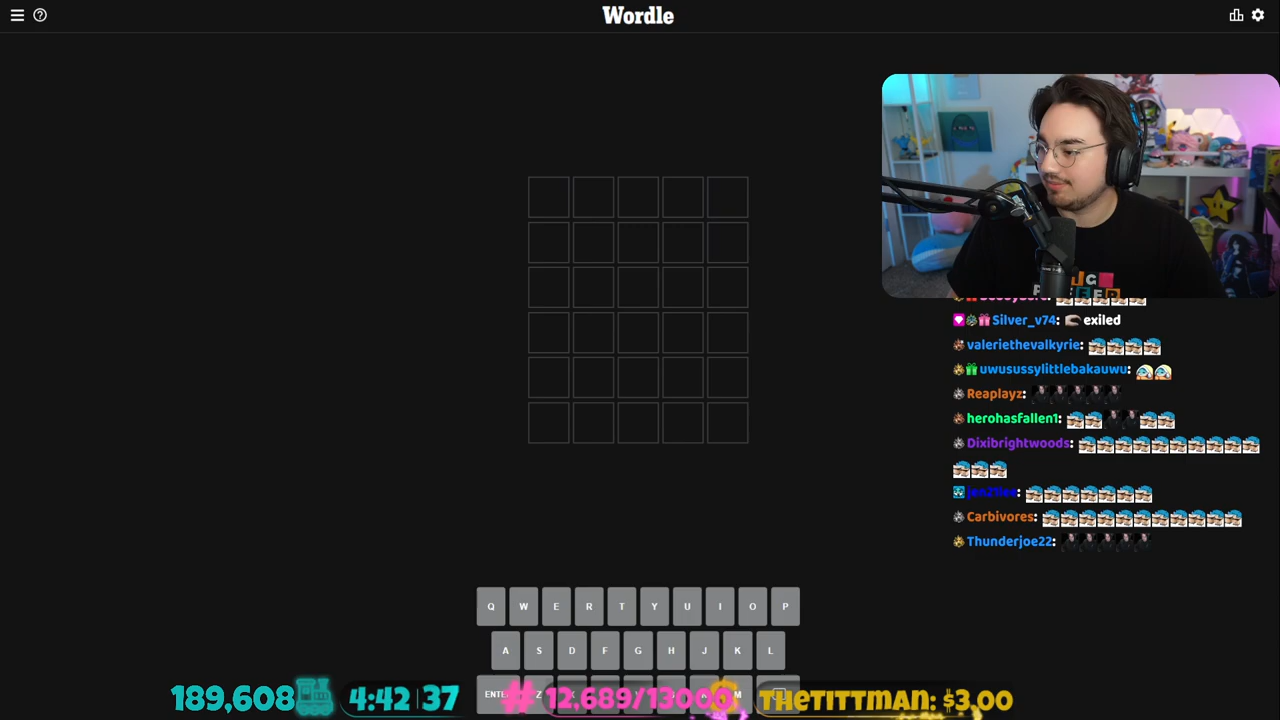 Wordle
Silver_v74: exiled
valeriethevalkyrie:
uwusussylittlebakauwu:
Reaplayz:
herohasfallen1:
Dixibrightwoods:
Carbivores:
Thunderjoe22:
Q W E R T Y U I O P
A S D F G H J K L
Z M
189,608 4:42 37 # 12,689/13000 THETITTMAN: $3.00